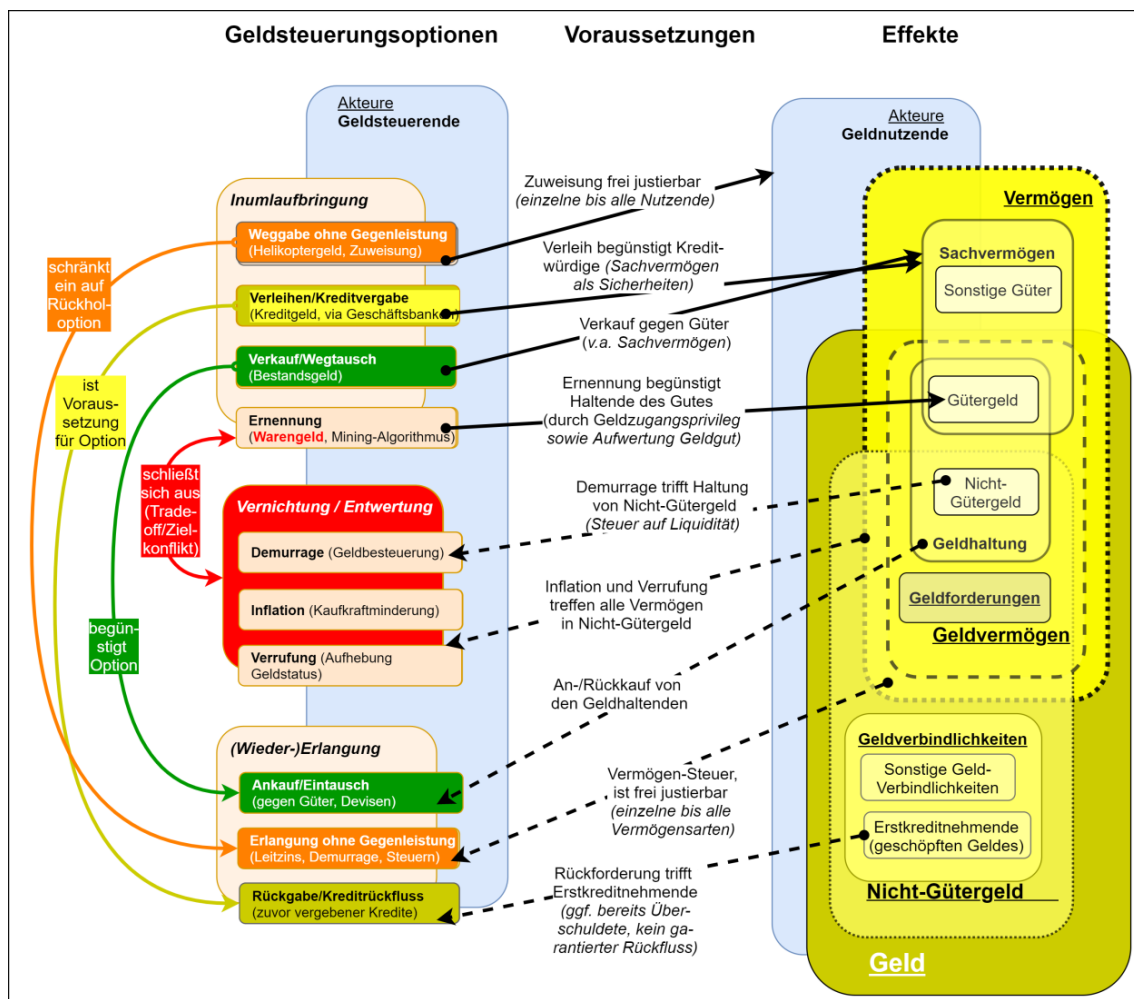 Geldsteuerungsoptionen
Voraussetzungen
Effekte
Akteure
Geldsteuernde
Akteure
Geldnutzende
Inumlaufbringung
Weggabe ohne Gegenleistung
(Helikoptergeld, Zuweisung)
Verleihen/Kreditvergabe
(Kreditgeld, via Geschäftsbanken)
Verkauf/Wegtausch
(Bestandsgeld)
Ernennung
(Warengeld, Mining-Algorithmus)
schränkt
ein auf
Rückhol-
option
ist
Voraus-
setzung
für Option
schließt
sich aus
(Trade-
off/Ziel-
konflikt)
begün-
stigt
Option
Vernichtung / Entwertung
Demurrage (Geldbesteuerung)
Inflation (Kaufkraftminderung)
Verrufung (Aufhebung
Geldstatus)
(Wieder-)Erlangung
Ankauf/Eintausch
(gegen Güter, Devisen)
Erlangung ohne Gegenleistung
(Leitzins, Demurrage, Steuern)
Rückgabe/Kreditrückfluss
(zuvor vergebener Kredite)
Zuweisung frei justierbar
(einzelne bis alle Nutzende)
Verleih begünstigt Kredit-
würdige (Sachvermögen
als Sicherheiten)
Verkauf gegen Güter
(v.a. Sachvermögen)
Ernennung begünstigt
Haltende des Gutes
(durch Geldzugangsprivileg
sowie Aufwertung Geldgut)
Demurrage trifft Haltung
von Nicht-Gütergeld
(Steuer auf Liquidität)
Inflation und Verrufung
treffen alle Vermögen
in Nicht-Gütergeld
An-/Rückkauf von
den Geldhaltenden
Vermögen-Steuer,
ist frei justierbar
(einzelne bis alle
Vermögensarten)
Rückforderung trifft
Erstkreditnehmende
(ggf. bereits Über-
schuldete, kein ga-
rantierter Rückfluss)
Vermögen
Sachvermögen
Sonstige Güter
Gütergeld
Nicht-
Gütergeld
Geldhaltung
Geldforderungen
Geldvermögen
Geldverbindlichkeiten
Sonstige Geld-
Verbindlichkeiten
Erstkreditnehmende
(geschöpften Geldes)
Nicht-Gütergeld
Geld